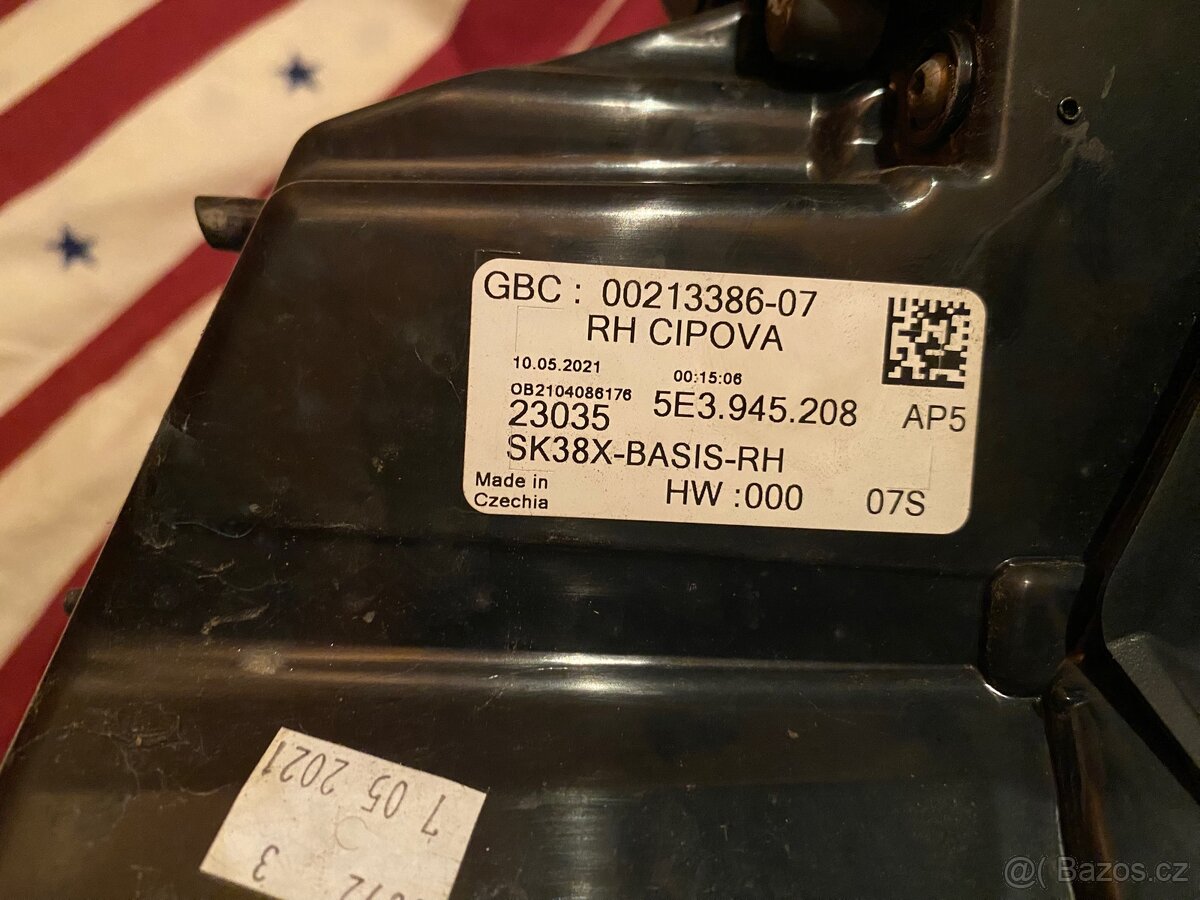 GBC : 00213386-07
RH CIPOVA
10.05.2021 00:15:06
OB2104086176
23035 5E3.945.208 AP5
SK38X-BASIS-RH
Made in
Czechia
HW :000 07S
05 2021
3
Bazos.cz